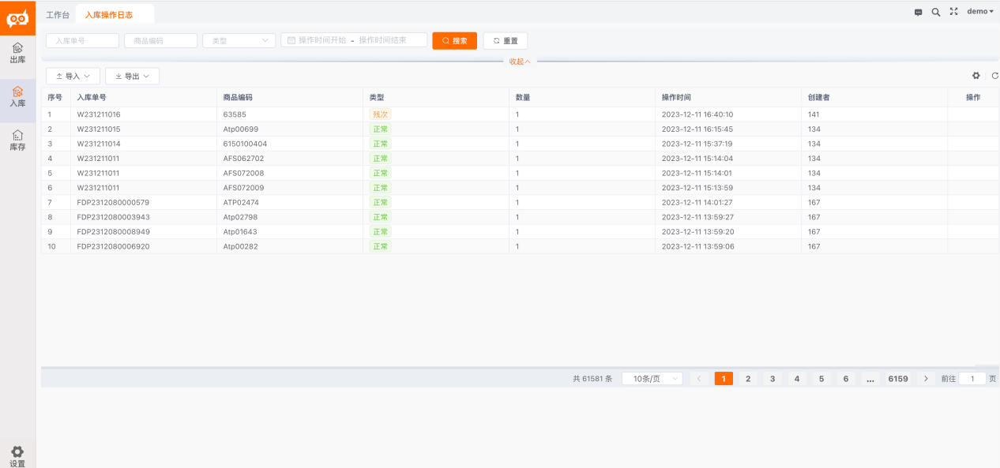 工作台 入库操作日志 demo
入库单号 商品编码 类型 操作时间开始 - 操作时间结束 搜索 重置
收起
导入 导出
序号 入库单号 商品编码 类型 数量 操作时间 创建者 操作
1 W231211016 63585 残次 1 2023-12-11 16:40:10 141
2 W231211015 Atp00699 正常 1 2023-12-11 16:15:45 134
3 W231211014 6150100404 正常 1 2023-12-11 15:37:19 134
4 W231211011 AFS062702 正常 1 2023-12-11 15:14:04 134
5 W231211011 AFS072008 正常 1 2023-12-11 15:14:01 134
6 W231211011 AFS072009 正常 1 2023-12-11 15:13:59 134
7 FDP2312080000579 ATP02474 正常 1 2023-12-11 14:01:27 167
8 FDP2312080003943 Atp02798 正常 1 2023-12-11 13:59:27 167
9 FDP2312080008949 Atp01643 正常 1 2023-12-11 13:59:20 167
10 FDP2312080006920 Atp00282 正常 1 2023-12-11 13:59:06 167
共 61581 条 10条/页 1 2 3 4 5 6 ... 6159 前往 1 页
出库
入库
库存
设置